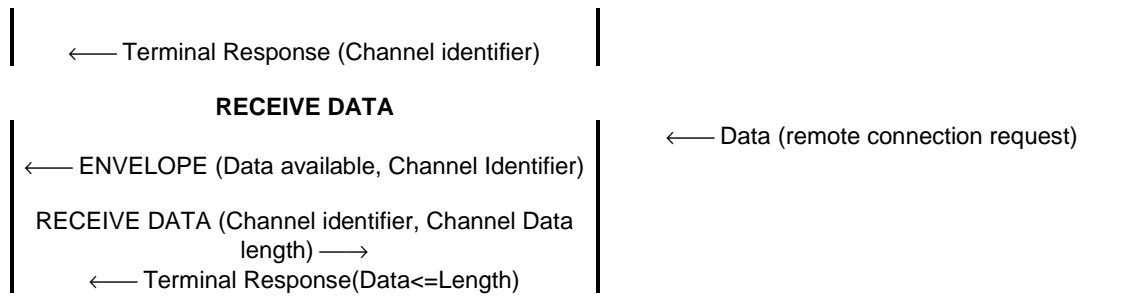 ←— Terminal Response (Channel identifier)
RECEIVE DATA
←— Data (remote connection request)
←— ENVELOPE (Data available, Channel Identifier)
RECEIVE DATA (Channel identifier, Channel Data
length) —→
←— Terminal Response(Data<=Length)